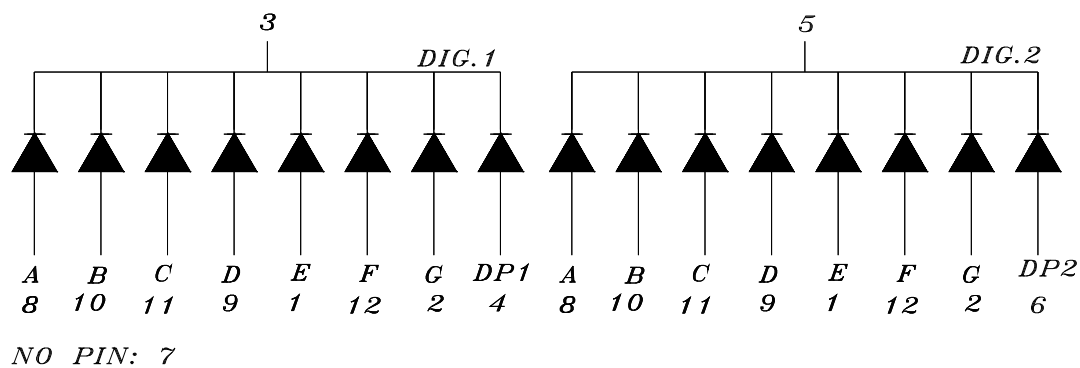 3 5
DIG.1 DIG.2
A B C D E F G DP1 A B C D E F G DP2
8 10 11 9 1 12 2 4 8 10 11 9 1 12 2 6
NO PIN: 7